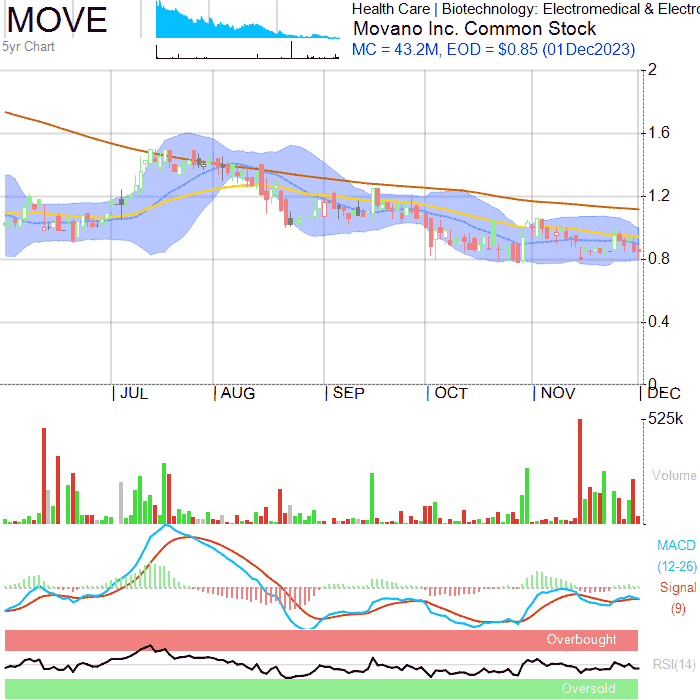 MOVE
Health Care | Biotechnology: Electromedical & Electro
Movano Inc. Common Stock
5yr Chart
MC = 43.2M, EOD = $0.85 (01Dec2023)
2
1.6
1.2
0.8
0.4
0
| JUL | AUG | SEP | OCT | NOV | DEC
525k
Volume
MACD
(12-26)
Signal
(9)
Overbought
RSI(14)
Oversold